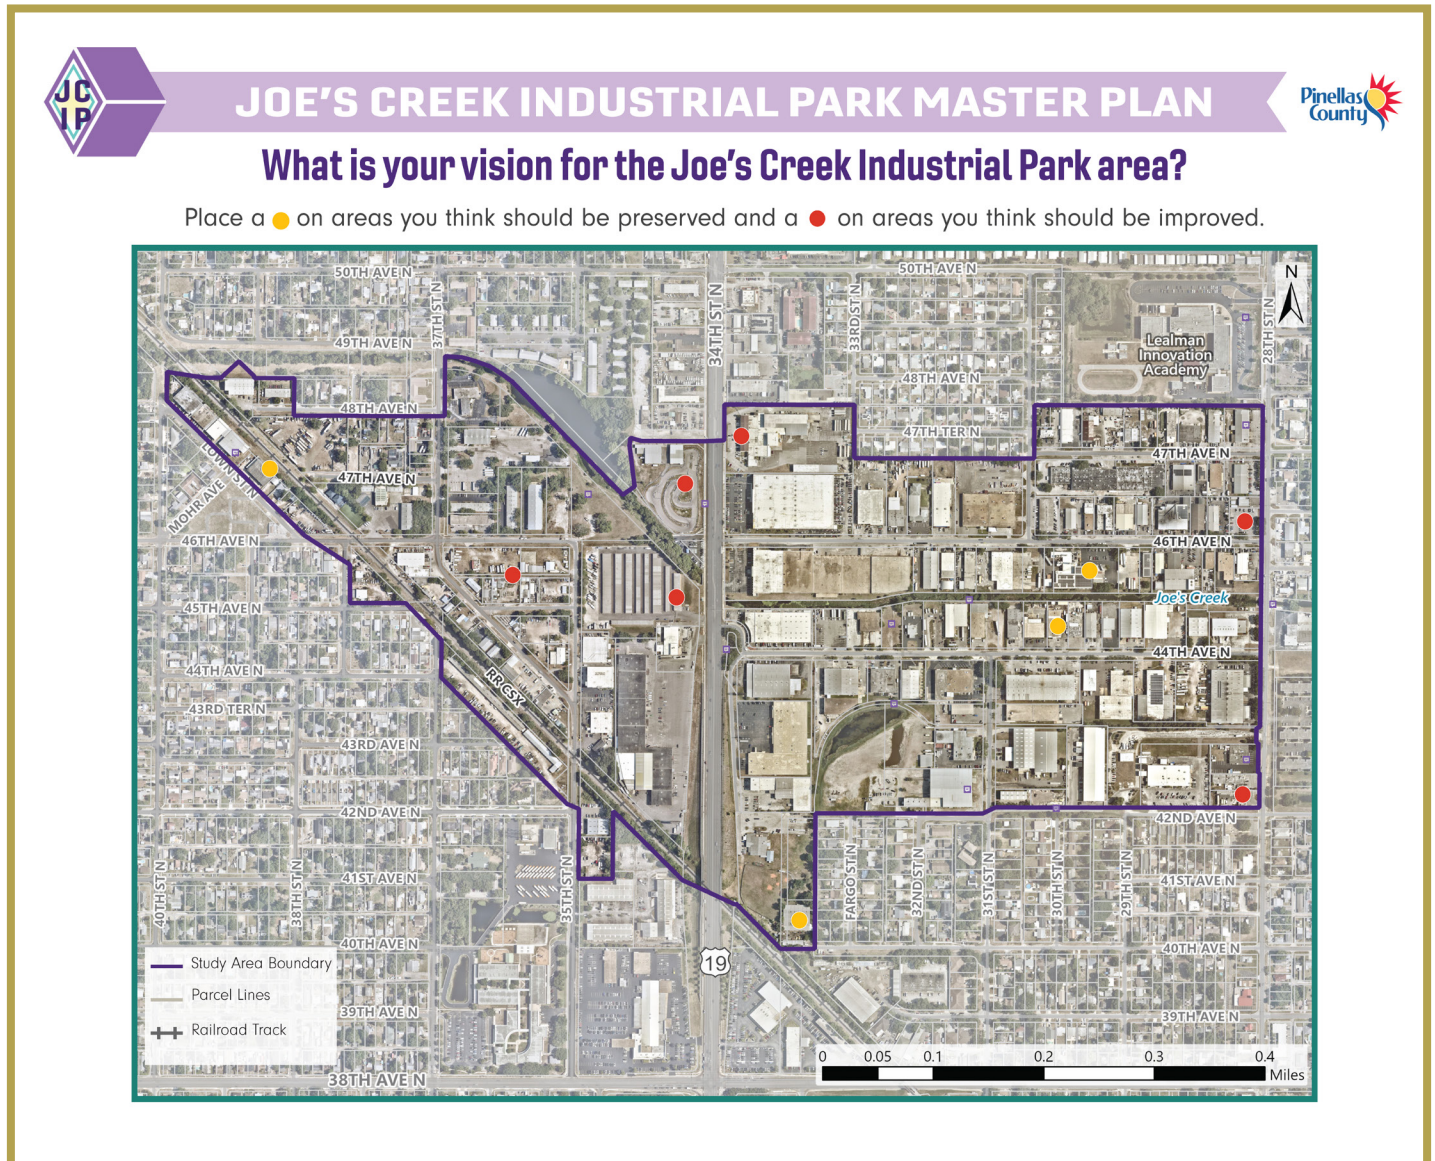 JC
IP
JOE'S CREEK INDUSTRIAL PARK MASTER PLAN
Pinellas
County
What is your vision for the Joe's Creek Industrial Park area?
Place a on areas you think should be preserved and a on areas you think should be improved.
50TH AVE N
50TH AVE N
N
37TH ST N
34TH ST N
33RD ST N
28TH ST N
49TH AVE N
Lealman
Innovation
Academy
48TH AVE N
48TH AVE N
47TH TER N
LOWN ST N
47TH AVE N
47TH AVE N
MOHR AVE
46TH AVE N
46TH AVE N
45TH AVE N
Joe's Creek
44TH AVE N
44TH AVE N
RR CSX
43RD TER N
43RD AVE N
42ND AVE N
42ND AVE N
40TH ST N
38TH ST N
41ST AVE N
35TH ST N
FARGO ST N
32ND ST N
31ST ST N
30TH ST N
29TH ST N
41ST AVE N
40TH AVE N
40TH AVE N
19
Study Area Boundary
Parcel Lines
Railroad Track
39TH AVE N
39TH AVE N
38TH AVE N
0 0.05 0.1 0.2 0.3 0.4
Miles